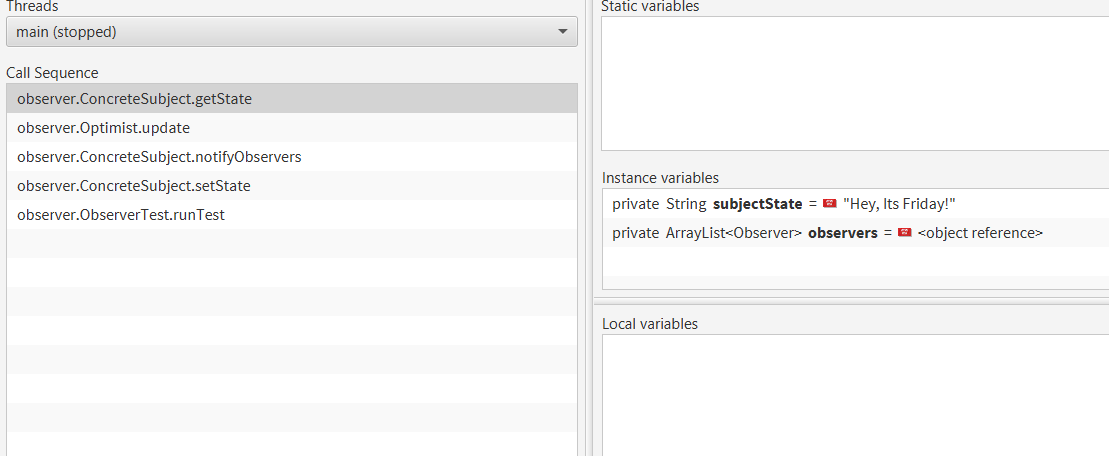 Threads
main (stopped)
Call Sequence
observer.ConcreteSubject.getState
observer.Optimist.update
observer.ConcreteSubject.notifyObservers
observer.ConcreteSubject.setState
observer.ObserverTest.runTest
Static variables
Instance variables
private String subjectState = "Hey, Its Friday!"
private ArrayList<Observer> observers = <object reference>
Local variables